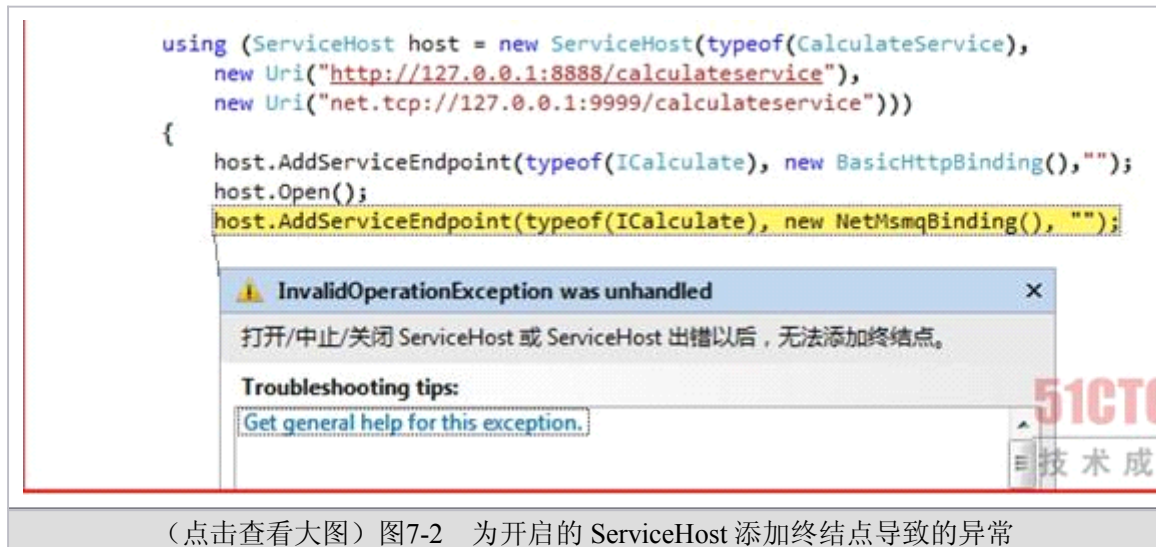 using (ServiceHost host = new ServiceHost(typeof(CalculateService),
new Uri("http://127.0.0.1:8888/calculateservice"),
new Uri("net.tcp://127.0.0.1:9999/calculateservice")))
{
host.AddServiceEndpoint(typeof(ICalculate), new BasicHttpBinding(),"");
host.Open();
host.AddServiceEndpoint(typeof(ICalculate), new NetMsmqBinding(), "");
InvalidOperationException was unhandled
打开/中止/关闭 ServiceHost 或 ServiceHost 出错以后，无法添加终结点。
Troubleshooting tips:
Get general help for this exception.
51CTO
技术成
（点击查看大图）图7-2 为开启的 ServiceHost 添加终结点导致的异常